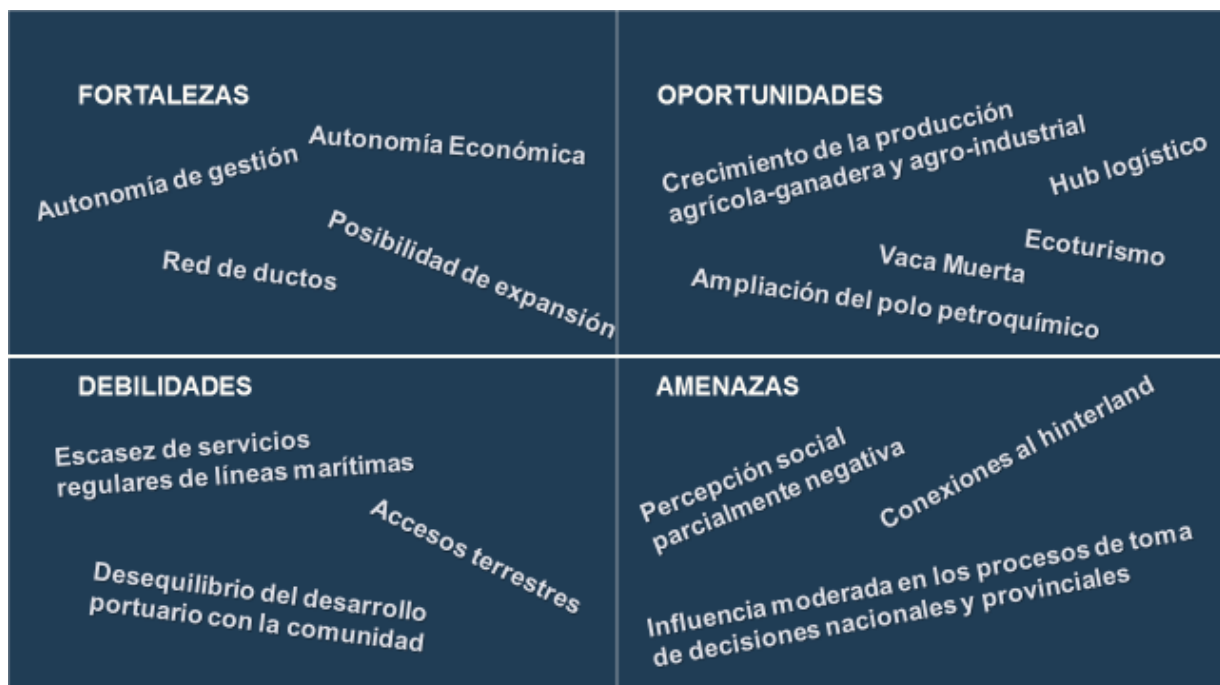 FORTALEZAS
Autonomía Económica
Autonomía de gestión
Posibilidad de expansión
Red de ductos
OPORTUNIDADES
Crecimiento de la producción
agrícola-ganadera y agro-industrial
Hub logístico
Ecoturismo
Vaca Muerta
Ampliación del polo petroquímico
DEBILIDADES
Escasez de servicios
regulares de líneas marítimas
Accesos terrestres
Desequilibrio del desarrollo
portuario con la comunidad
AMENAZAS
Percepción social
parcialmente negativa
Conexiones al hinterland
Influencia moderada en los procesos de toma
de decisiones nacionales y provinciales